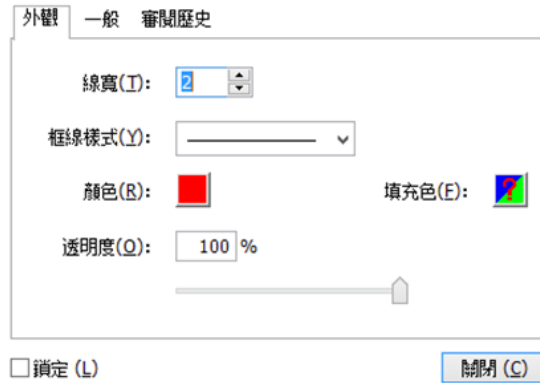 外觀 一般 審閱歷史
線寬(T): 2
框線樣式(Y):
顏色(R): 填充色(F): ?
透明度(O): 100 %
鎖定 (L) 關閉 (C)